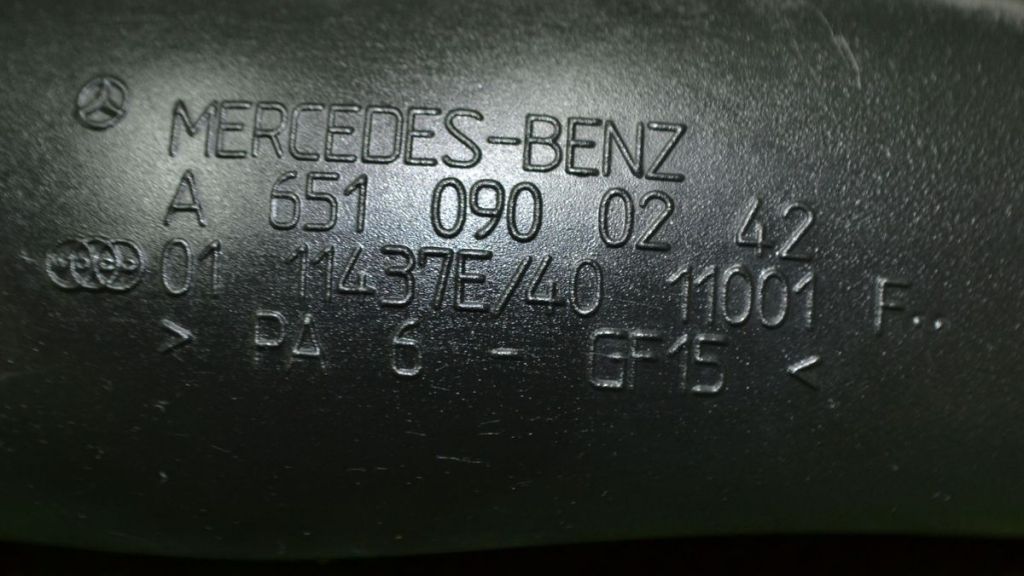 MERCEDES-BENZ
A 651 090 02 42
01 11437E/40 11001 F..
> PA 6 - GF15 <